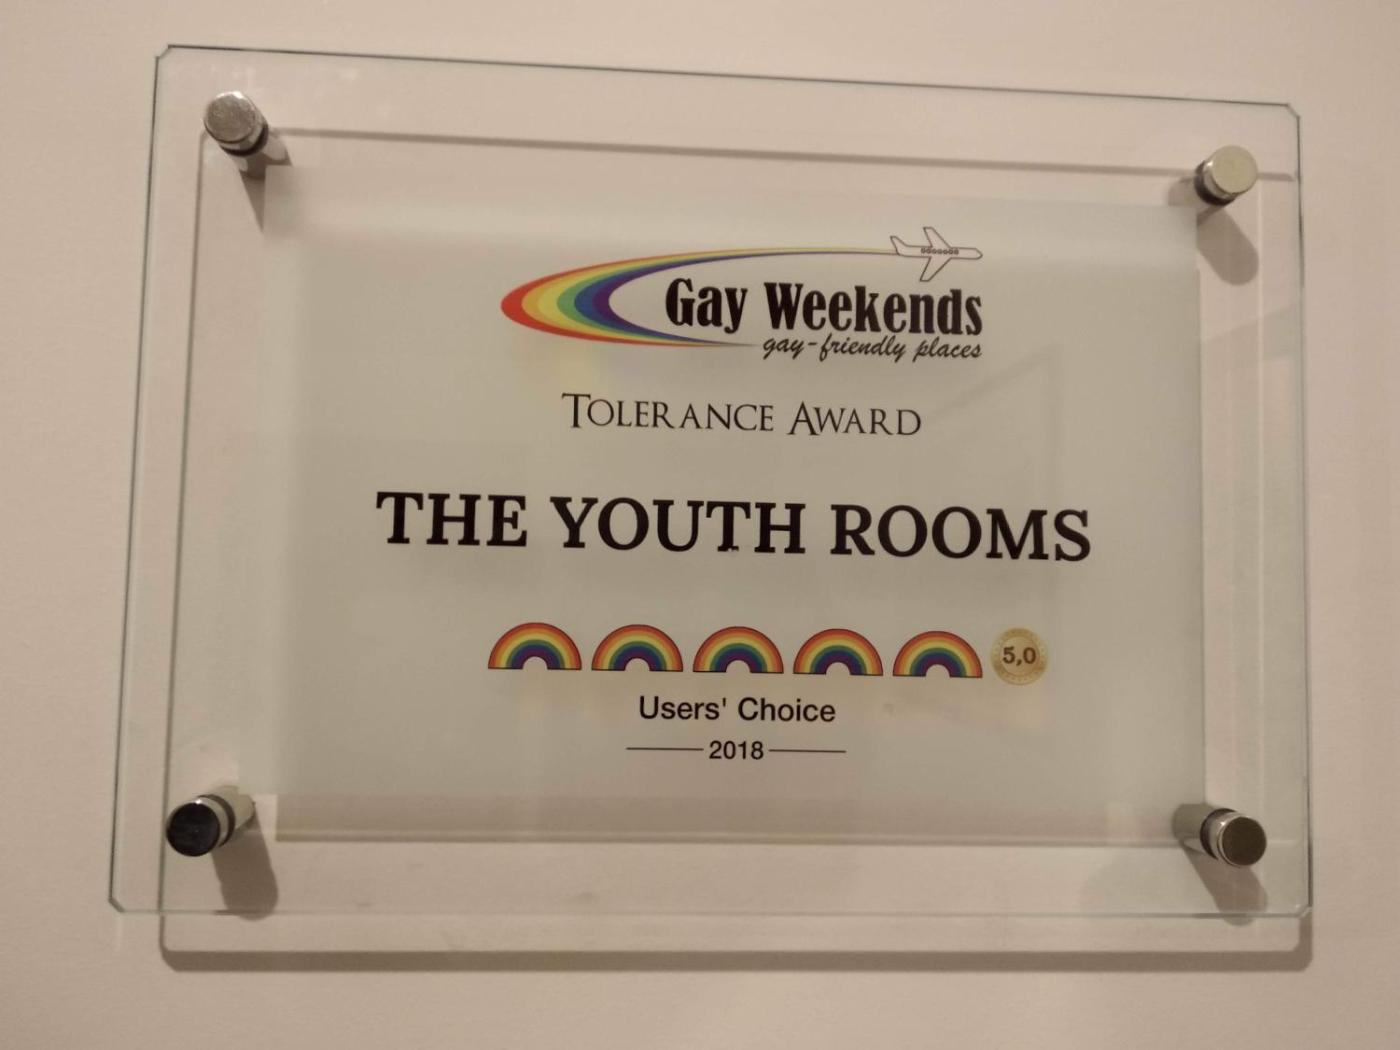 Gay Weekends
gay-friendly places
TOLERANCE AWARD
THE YOUTH ROOMS
5,0
Users' Choice
2018